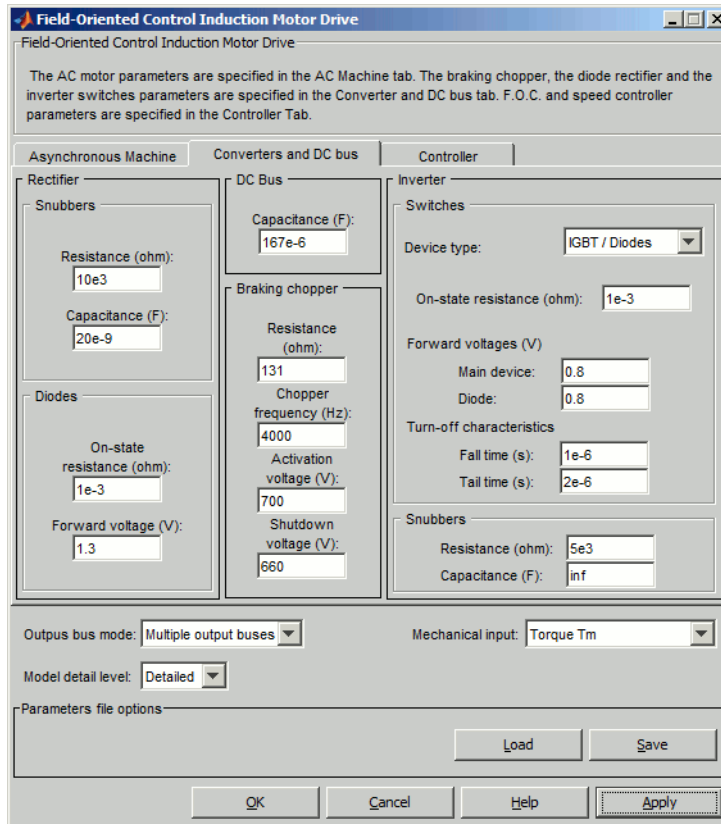 Field-Oriented Control Induction Motor Drive
Field-Oriented Control Induction Motor Drive
The AC motor parameters are specified in the AC Machine tab. The braking chopper, the diode rectifier and the
inverter switches parameters are specified in the Converter and DC bus tab. F.O.C. and speed controller
parameters are specified in the Controller Tab.
Asynchronous Machine
Converters and DC bus
Controller
Rectifier
Snubbers
Resistance (ohm):
10e3
Capacitance (F):
20e-9
Diodes
On-state
resistance (ohm):
1e-3
Forward voltage (V):
1.3
DC Bus
Capacitance (F):
167e-6
Braking chopper
Resistance
(ohm):
131
Chopper
frequency (Hz):
4000
Activation
voltage (V):
700
Shutdown
voltage (V):
660
Inverter
Switches
Device type:
IGBT / Diodes
On-state resistance (ohm):
1e-3
Forward voltages (V)
Main device:
0.8
Diode:
0.8
Turn-off characteristics
Fall time (s):
1e-6
Tail time (s):
2e-6
Snubbers
Resistance (ohm):
5e3
Capacitance (F):
inf
Outpus bus mode:
Multiple output buses
Mechanical input:
Torque Tm
Model detail level:
Detailed
Parameters file options
Load
Save
OK
Cancel
Help
Apply